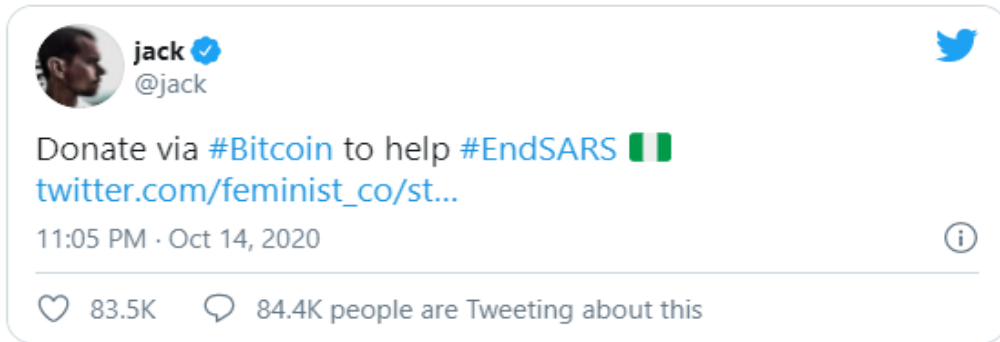 jack
@jack
Donate via #Bitcoin to help #EndSARS 🇳🇬
twitter.com/feminist_co/st...
11:05 PM · Oct 14, 2020
83.5K 84.4K people are Tweeting about this